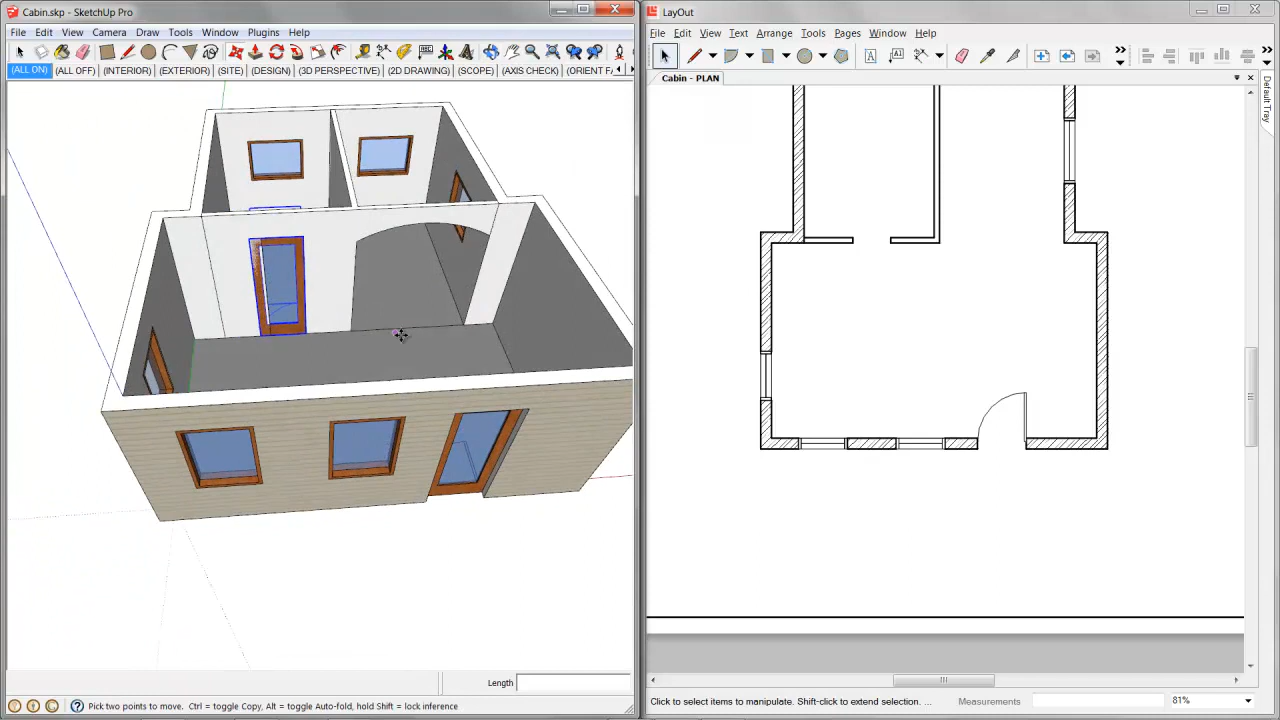 Cabin.skp - SketchUp Pro
File Edit View Camera Draw Tools Window Plugins Help
(ALL ON) (ALL OFF) (INTERIOR) (EXTERIOR) (SITE) (DESIGN) (3D PERSPECTIVE) (2D DRAWING) (SCOPE) (AXIS CHECK) (ORIENT FA
Length
Pick two points to move. Ctrl = toggle Copy, Alt = toggle Auto-fold, hold Shift = lock inference
LayOut
File Edit View Text Arrange Tools Pages Window Help
Cabin - PLAN
Default Tray
Click to select items to manipulate. Shift-click to extend selection. ... Measurements 81%